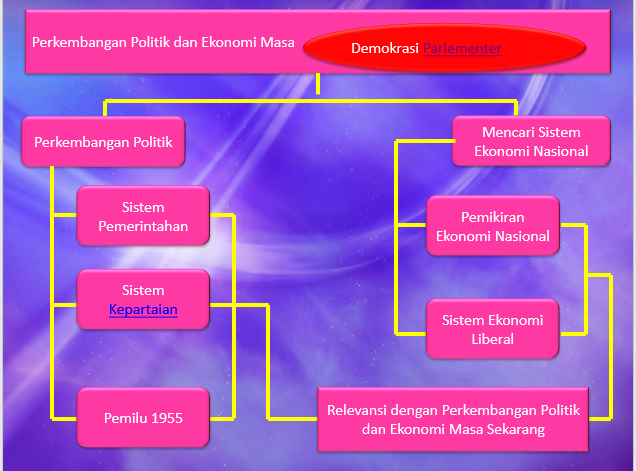 Perkembangan Politik dan Ekonomi Masa
Demokrasi Parlementer
Perkembangan Politik
Mencari Sistem
Ekonomi Nasional
Sistem
Pemerintahan
Pemikiran
Ekonomi Nasional
Sistem
Kepartaian
Sistem Ekonomi
Liberal
Pemilu 1955
Relevansi dengan Perkembangan Politik
dan Ekonomi Masa Sekarang